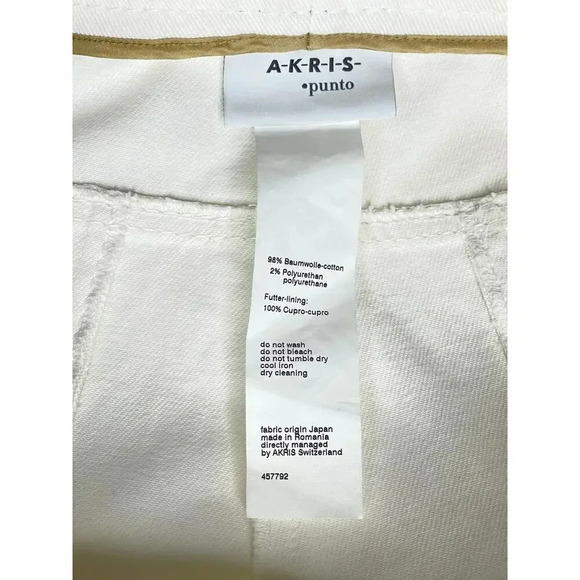 A-K-R-I-S-
•punto
98% Baumwolle-cotton
2% Polyurethan
polyurethane
Futter-lining:
100% Cupro-cupro
do not wash
do not bleach
do not tumble dry
cool iron
dry cleaning
fabric origin Japan
made in Romania
directly managed
by AKRIS Switzerland
457792